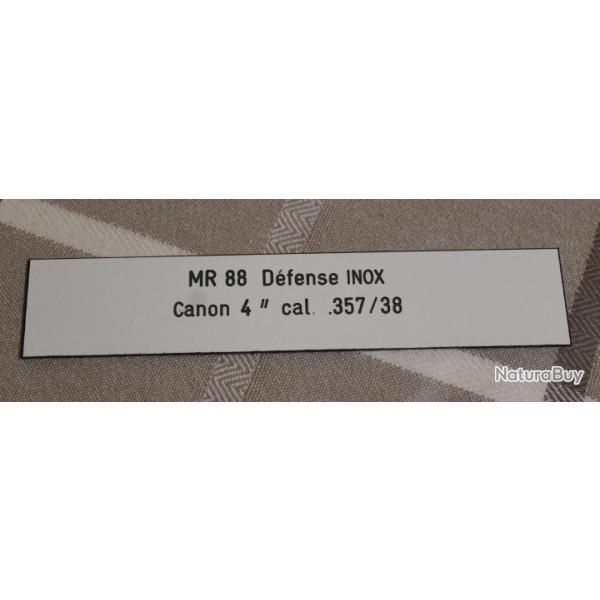 MR 88 Défense INOX
Canon 4 " cal. .357/38
NaturaBuy